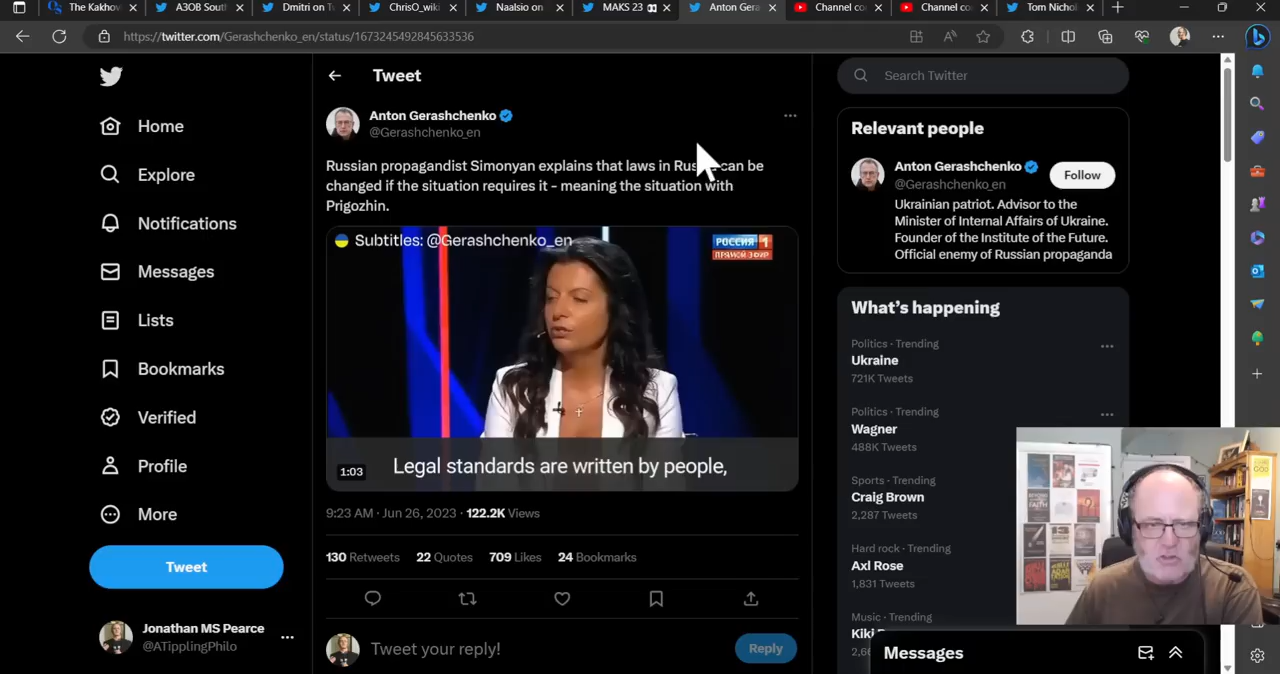 The Kakhov
A3OB Sout
Dmitri on Tw
ChrisO_wiki
Naalsio on
MAKS 23
Anton Gera
Channel co
Channel co
Tom Nichol
https://twitter.com/Gerashchenko_en/status/1673245492845633536
Home
Explore
Notifications
Messages
Lists
Bookmarks
Verified
Profile
More
Tweet
Jonathan MS Pearce
@ATipplingPhilo
Tweet
Anton Gerashchenko
@Gerashchenko_en
Russian propagandist Simonyan explains that laws in can be
changed if the situation requires it - meaning the situation with
Prigozhin.
Subtitles: @Gerashchenko_en
РОССИЯ 1
ПРЯМОЙ ЭФИР
Legal standards are written by people,
1:03
9:23 AM · Jun 26, 2023 · 122.2K Views
130 Retweets 22 Quotes 709 Likes 24 Bookmarks
Tweet your reply!
Reply
Search Twitter
Relevant people
Anton Gerashchenko
@Gerashchenko_en
Follow
Ukrainian patriot. Advisor to the
Minister of Internal Affairs of Ukraine.
Founder of the Institute of the Future.
Official enemy of Russian propaganda
What's happening
Politics · Trending
Ukraine
721K Tweets
Politics · Trending
Wagner
488K Tweets
Sports · Trending
Craig Brown
2,287 Tweets
Hard rock · Trending
Axl Rose
1,831 Tweets
Music · Trending
Messages